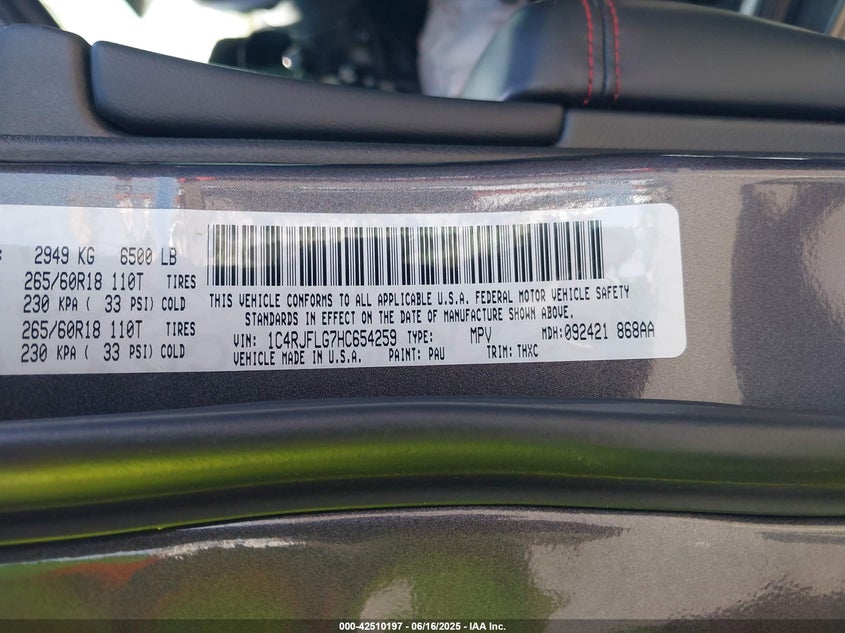 2949 KG 6500 LB
265/60R18 110T TIRES
230 KPA ( 33 PSI) COLD
265/60R18 110T TIRES
230 KPA ( 33 PSI) COLD
THIS VEHICLE CONFORMS TO ALL APPLICABLE U.S.A. FEDERAL MOTOR VEHICLE SAFETY
STANDARDS IN EFFECT ON THE DATE OF MANUFACTURE SHOWN ABOVE.
VIN: 1C4RJFLG7HC654259 TYPE: MPV MDH: 092421 868AA
VEHICLE MADE IN U.S.A. PAINT: PAU TRIM: THXC
000-42510197 - 06/16/2025 - IAA Inc.